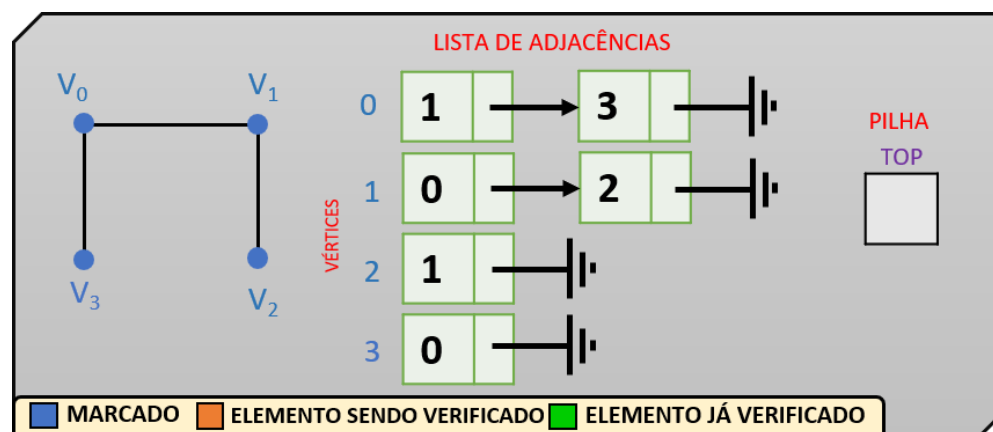 LISTA DE ADJACÊNCIAS
V0 V1
0 1 3
PILHA
TOP
1 0 2
VÉRTICES
2 1
V3 V2
3 0
MARCADO ELEMENTO SENDO VERIFICADO ELEMENTO JÁ VERIFICADO